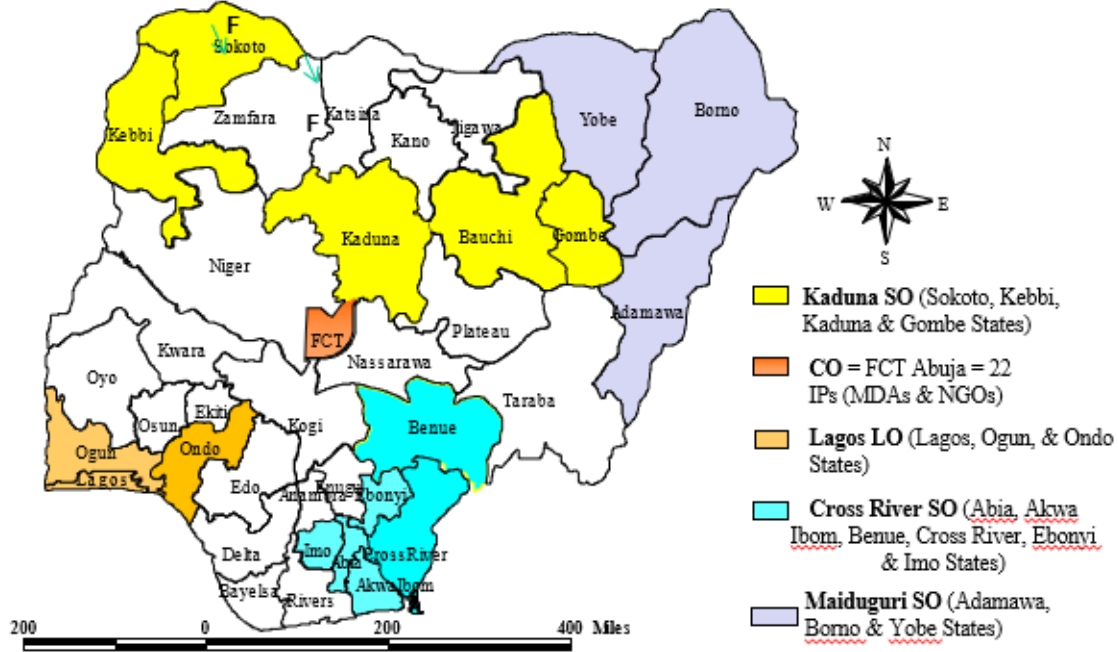 F
Sokoto
Zamfara
Katsina
F
Kebbi
Kano
Jigawa
Yobe
Borno
Kaduna
Bauchi
Gombe
Niger
Adamawa
FCT
Plateau
Nassarawa
Kwara
Oyo
Taraba
Osun
Ekiti
Kogi
Benue
Ogun
Ondo
Lagos
Edo
Anambra
Enugu
Ebonyi
Imo
Abia
Cross River
Delta
Akwa Ibom
Bayelsa
Rivers
N
W
E
S
Kaduna SO (Sokoto, Kebbi,
Kaduna & Gombe States)
CO = FCT Abuja = 22
IPs (MDAs & NGOs)
Lagos LO (Lagos, Ogun, & Ondo
States)
Cross River SO (Abia, Akwa
Ibom, Benue, Cross River, Ebonyi
& Imo States)
Maiduguri SO (Adamawa,
Borno & Yobe States)
200 0 200 400 Miles